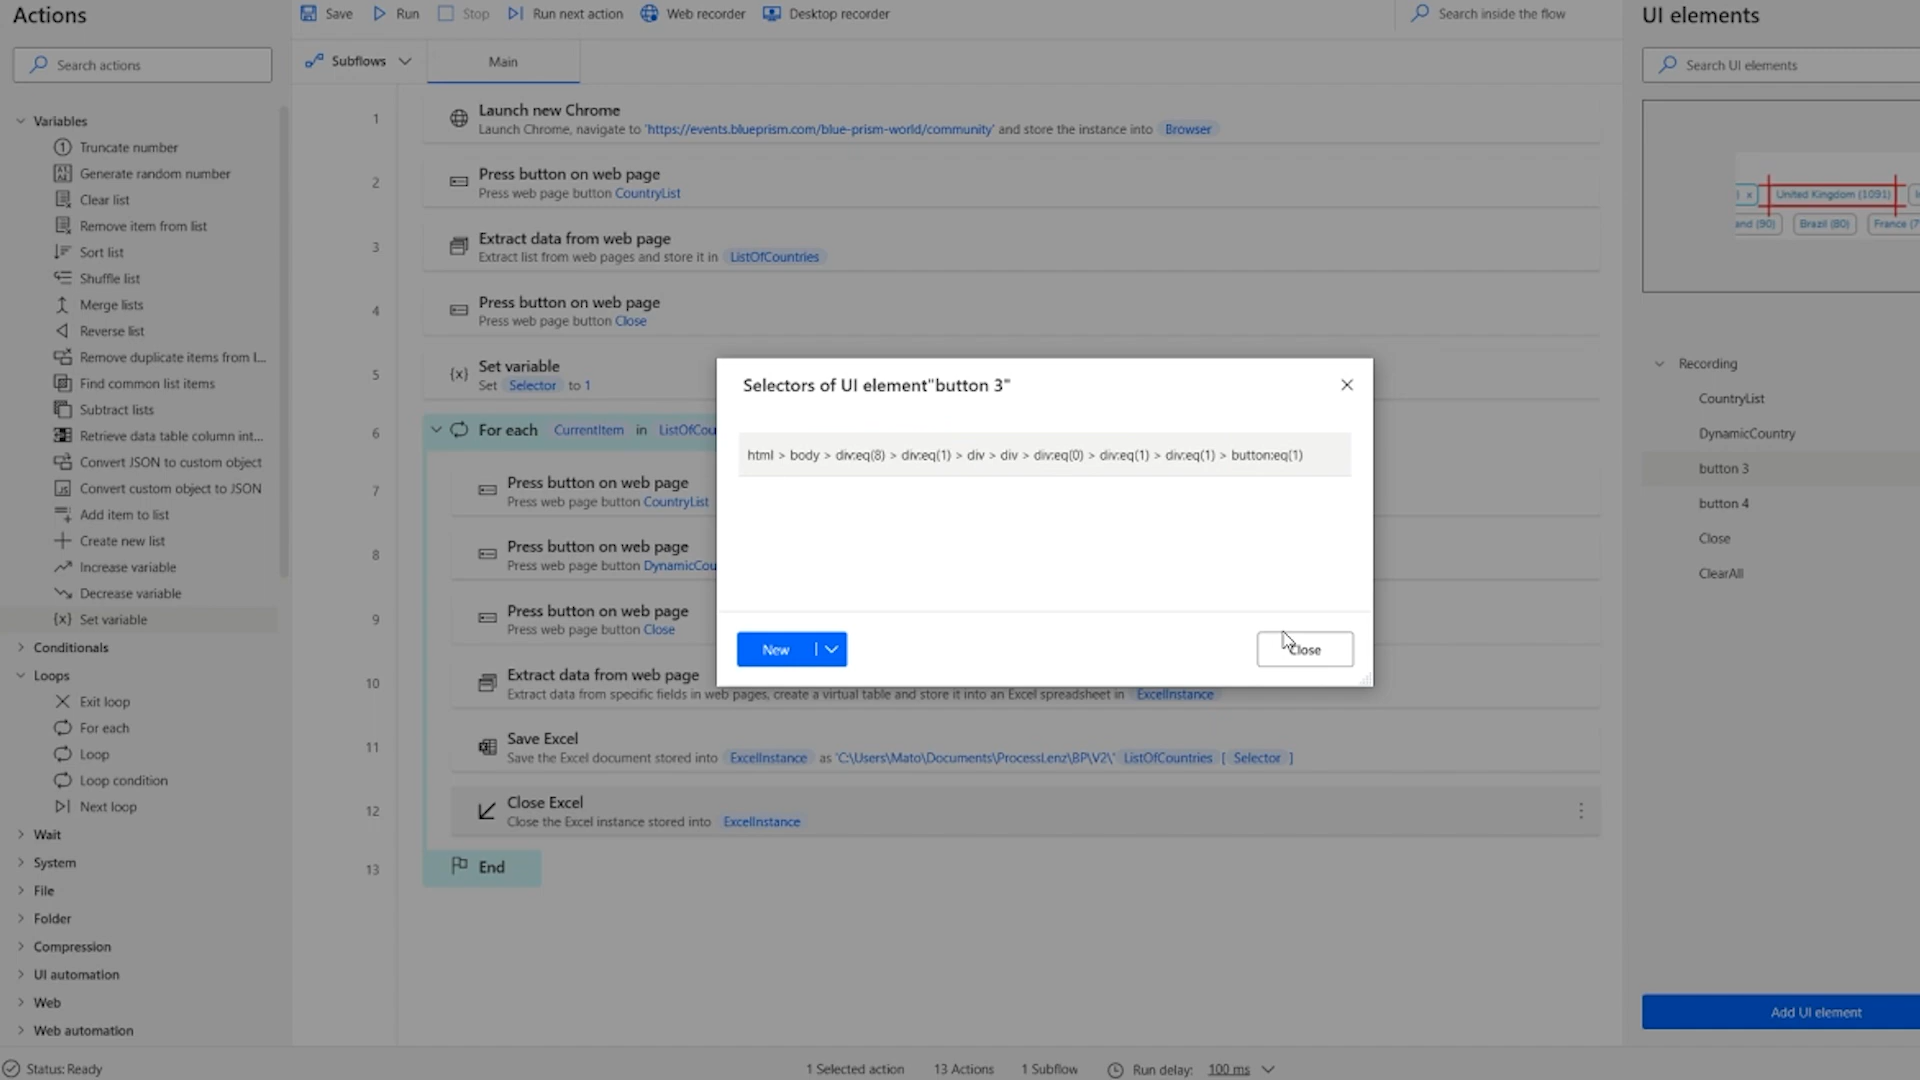 Actions
Save
Run
Stop
Run next action
Web recorder
Desktop recorder
Search inside the flow
UI elements
Search actions
Subflows
Main
Search UI elements
Variables
Truncate number
Generate random number
Clear list
Remove item from list
Sort list
Shuffle list
Merge lists
Reverse list
Remove duplicate items from l...
Find common list items
Subtract lists
Retrieve data table column int...
Convert JSON to custom object
Convert custom object to JSON
Add item to list
Create new list
Increase variable
Decrease variable
{x} Set variable
Conditionals
Loops
Exit loop
For each
Loop
Loop condition
Next loop
Wait
System
File
Folder
Compression
UI automation
Web
Web automation
1
Launch new Chrome
Launch Chrome, navigate to 'https://events.blueprism.com/blue-prism-world/community' and store the instance into Browser
2
Press button on web page
Press web page button CountryList
3
Extract data from web page
Extract list from web pages and store it in ListOfCountries
4
Press button on web page
Press web page button Close
5
{x} Set variable
Set Selector to 1
6
For each CurrentItem in ListOfCou
7
Press button on web page
Press web page button CountryList
8
Press button on web page
Press web page button DynamicCou
9
Press button on web page
Press web page button Close
10
Extract data from web page
Extract data from specific fields in web pages, create a virtual table and store it into an Excel spreadsheet in ExcelInstance
11
Save Excel
Save the Excel document stored into ExcelInstance as 'C:\Users\Mato\Documents\ProcessLenz\BP\V2\' ListOfCountries [ Selector ]
12
Close Excel
Close the Excel instance stored into ExcelInstance
13
End
Selectors of UI element"button 3"
html > body > div:eq(8) > div:eq(1) > div > div > div:eq(0) > div:eq(1) > div:eq(1) > button:eq(1)
New
Close
United Kingdom (1091)
and (90)
Brazil (80)
France (7
Recording
CountryList
DynamicCountry
button 3
button 4
Close
ClearAll
Add UI element
Status: Ready
1 Selected action
13 Actions
1 Subflow
Run delay: 100 ms